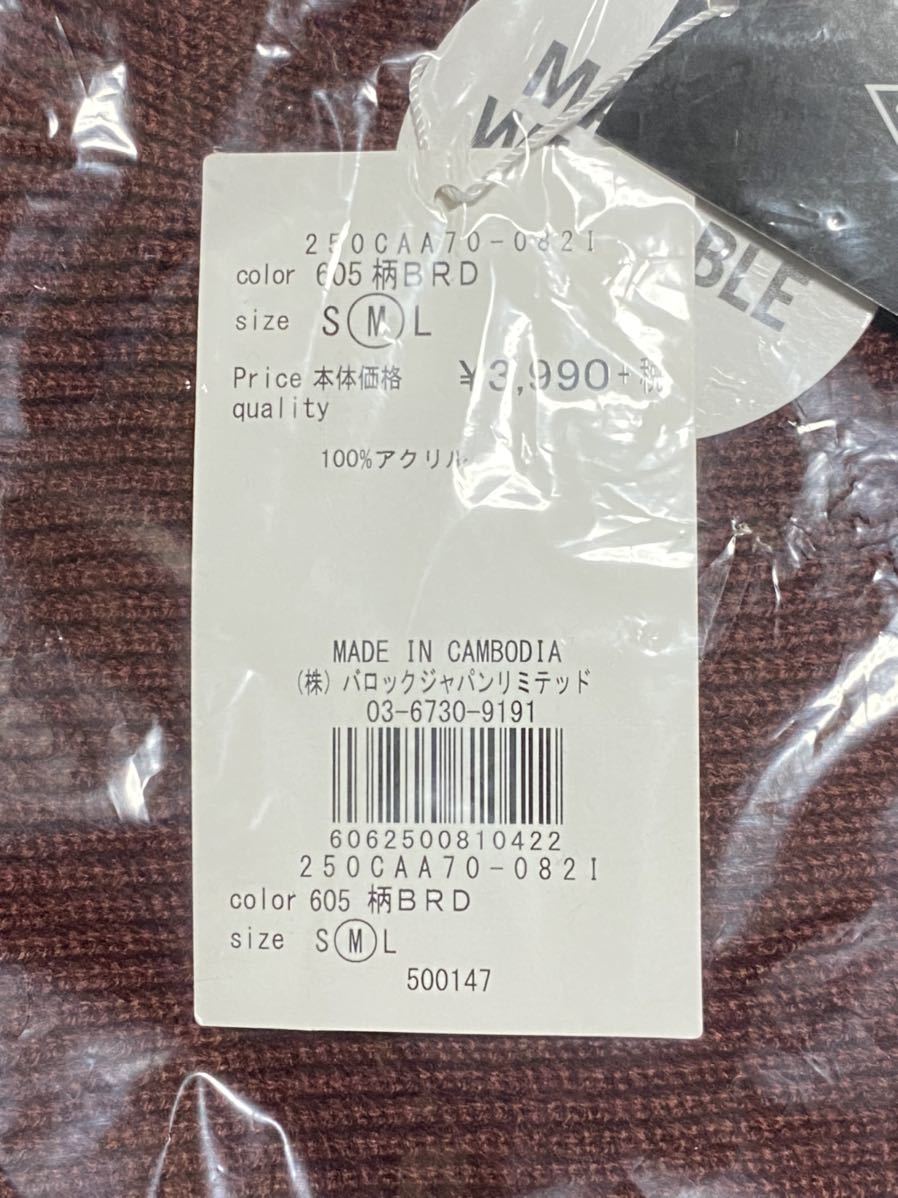 250CAA70-082I
color 605 柄BRD
size S M L
Price 本体価格 ¥3,990+税
quality
100%アクリル
MADE IN CAMBODIA
(株) バロックジャパンリミテッド
03-6730-9191
6062500810422
250CAA70-082I
color 605 柄BRD
size S M L
500147